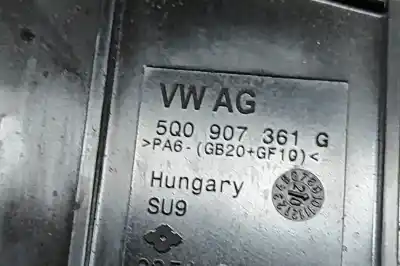 VW AG
5Q0 907 361 G
>PA6-(GB20+GF10)<
Hungary
SU9